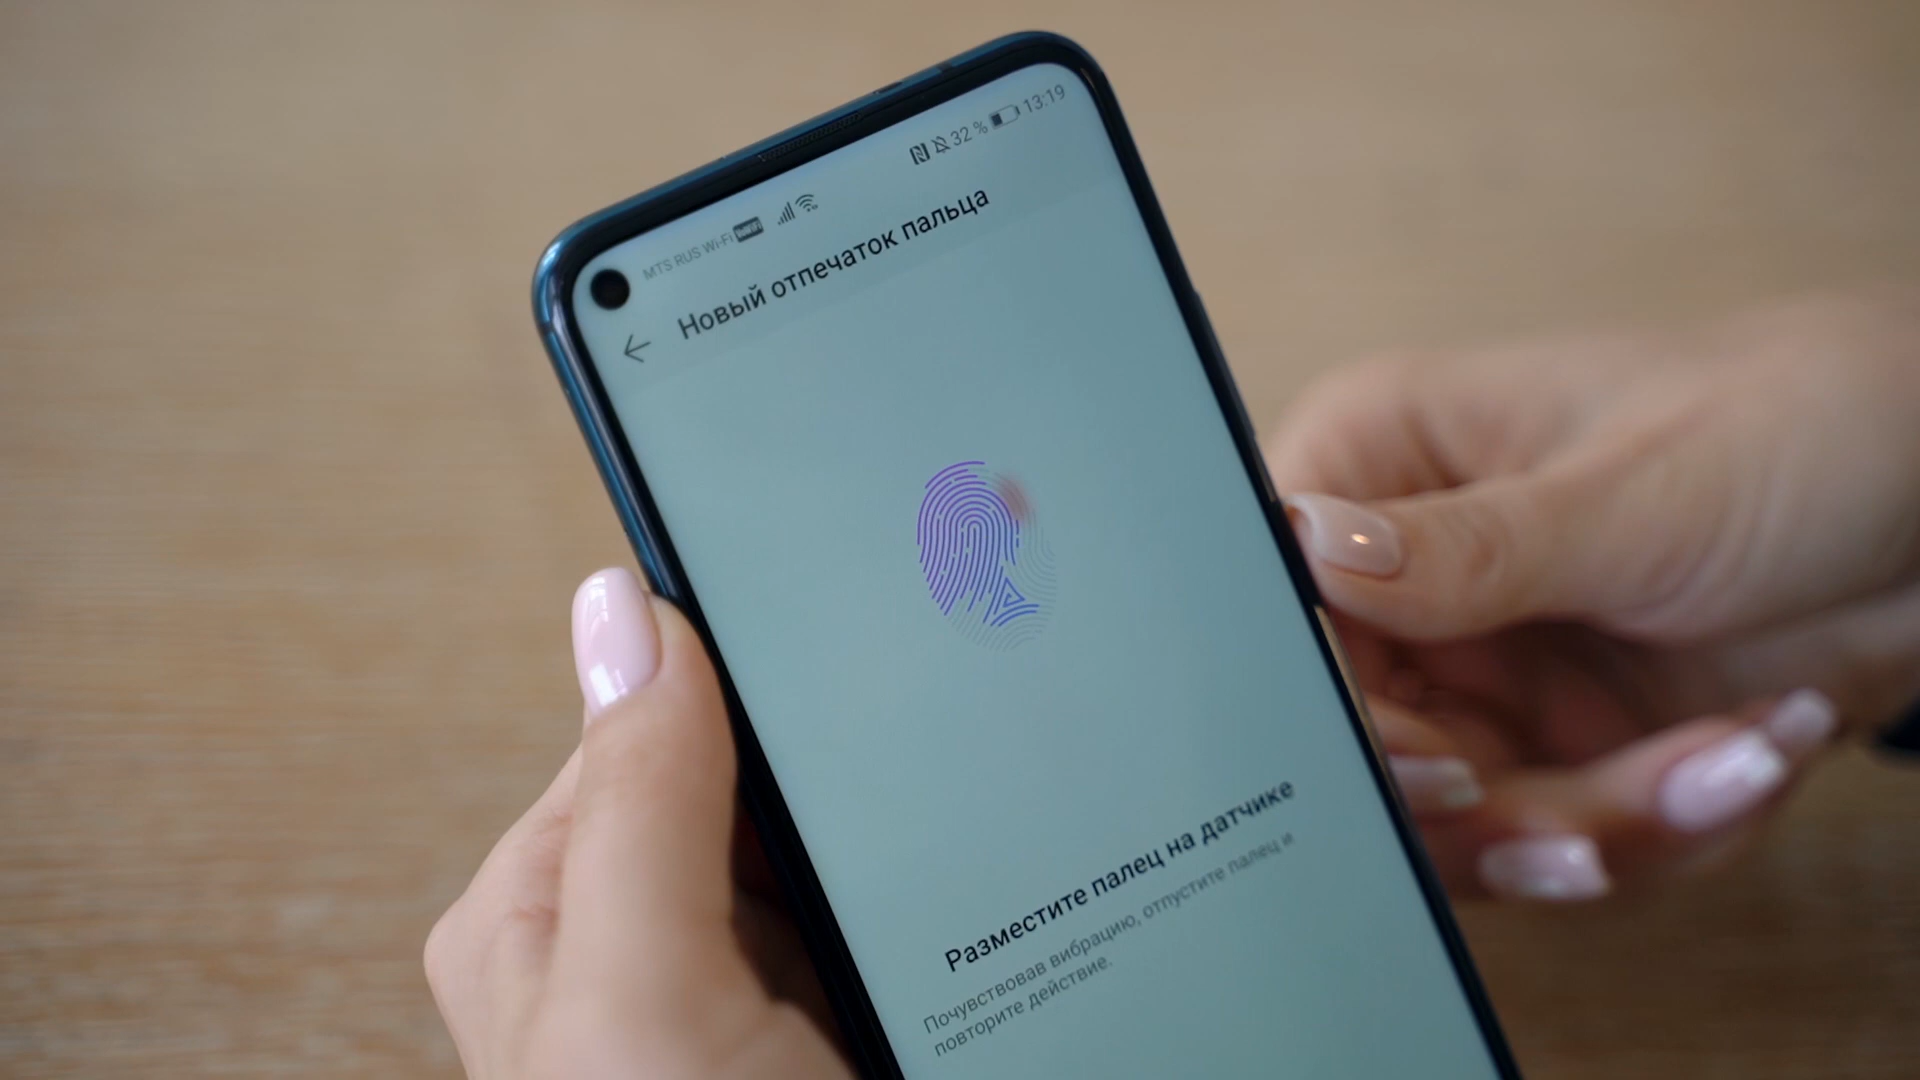 MTS RUS Wi-Fi
32 % 13:19
Новый отпечаток пальца
Разместите палец на датчике
Почувствовав вибрацию, отпустите палец и
повторите действие.